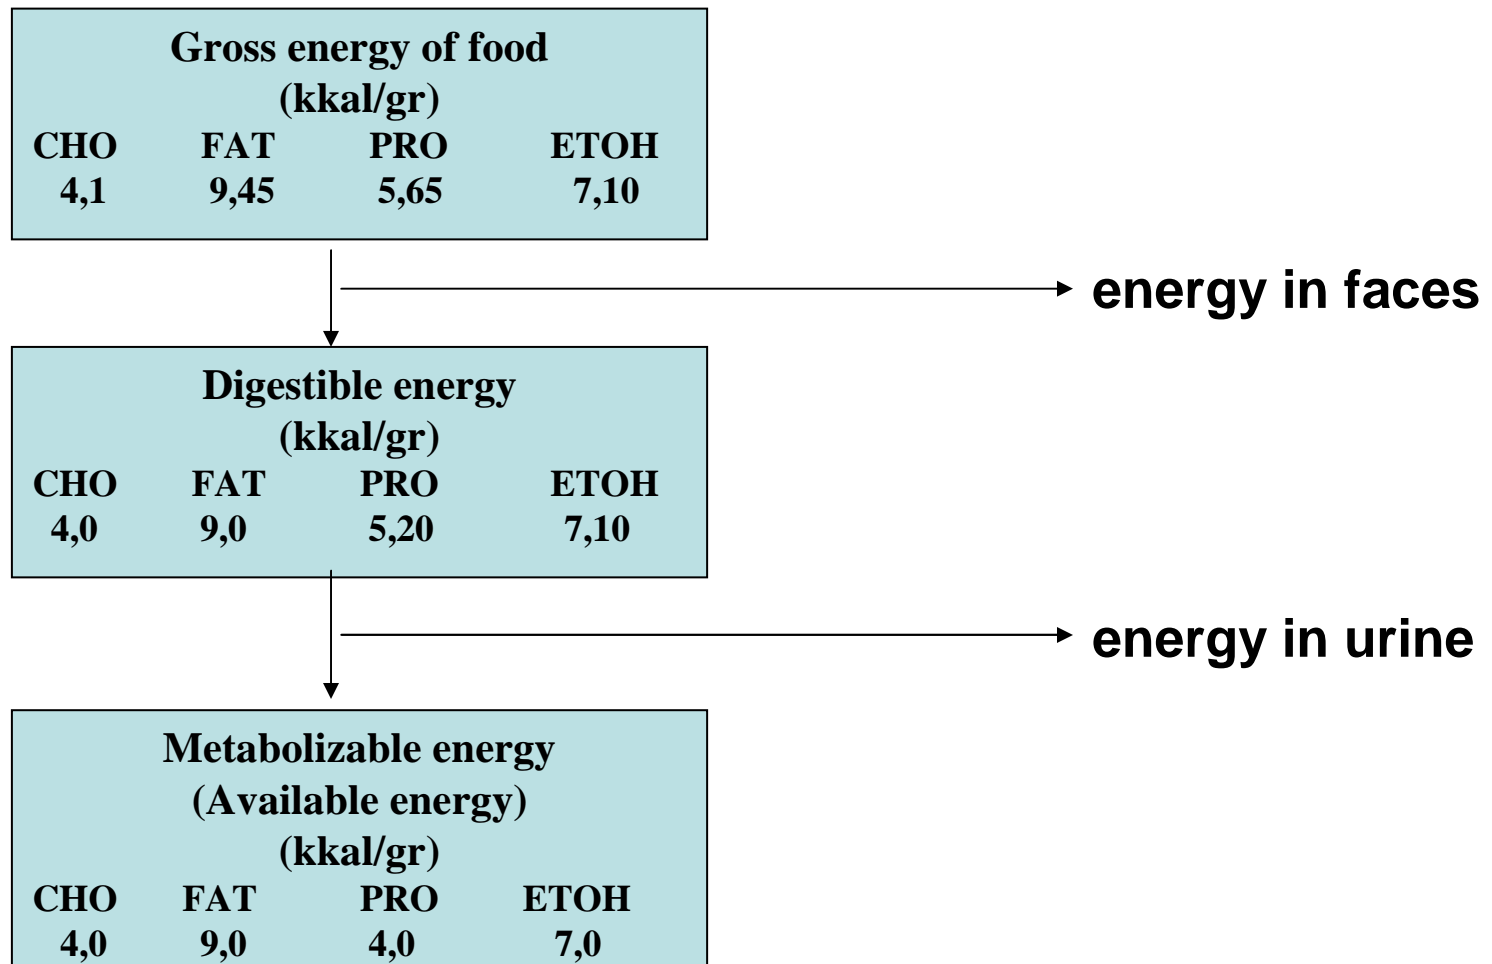 Gross energy of food
(kkal/gr)
CHO FAT PRO ETOH
4,1 9,45 5,65 7,10
energy in faces
Digestible energy
(kkal/gr)
CHO FAT PRO ETOH
4,0 9,0 5,20 7,10
energy in urine
Metabolizable energy
(Available energy)
(kkal/gr)
CHO FAT PRO ETOH
4,0 9,0 4,0 7,0